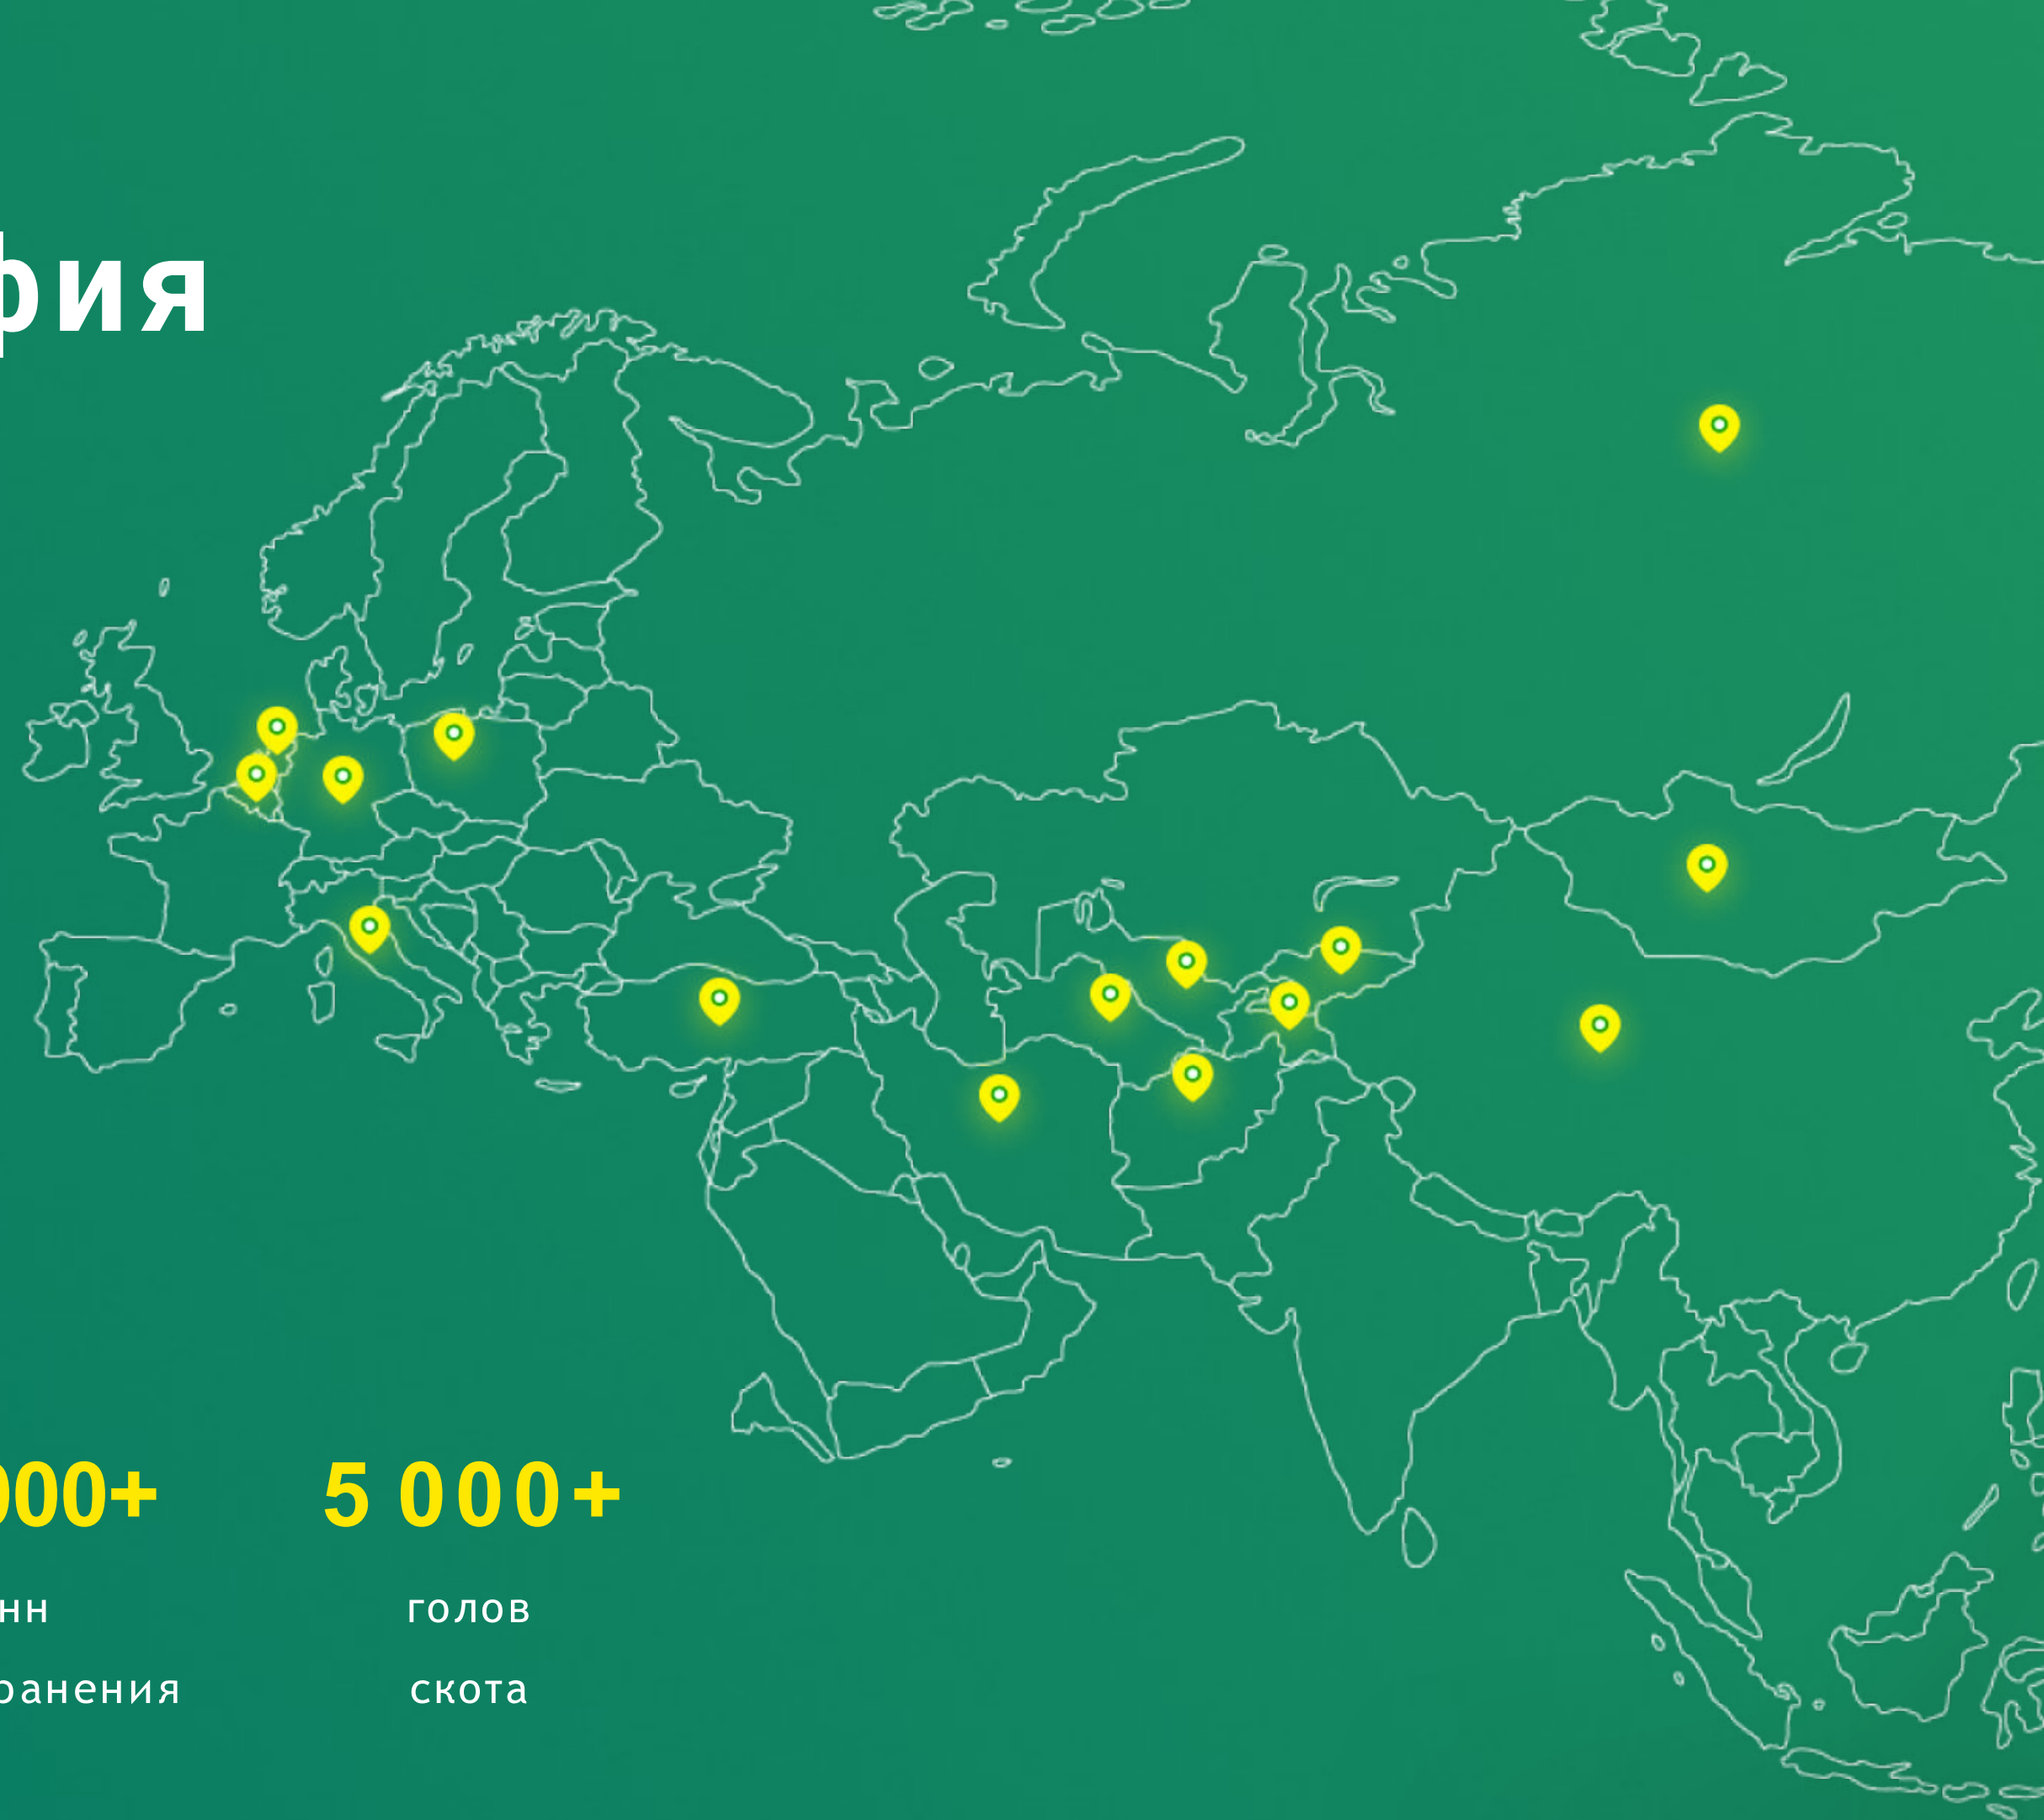 фия
000+
5 000+
нн
голов
ранения
скота